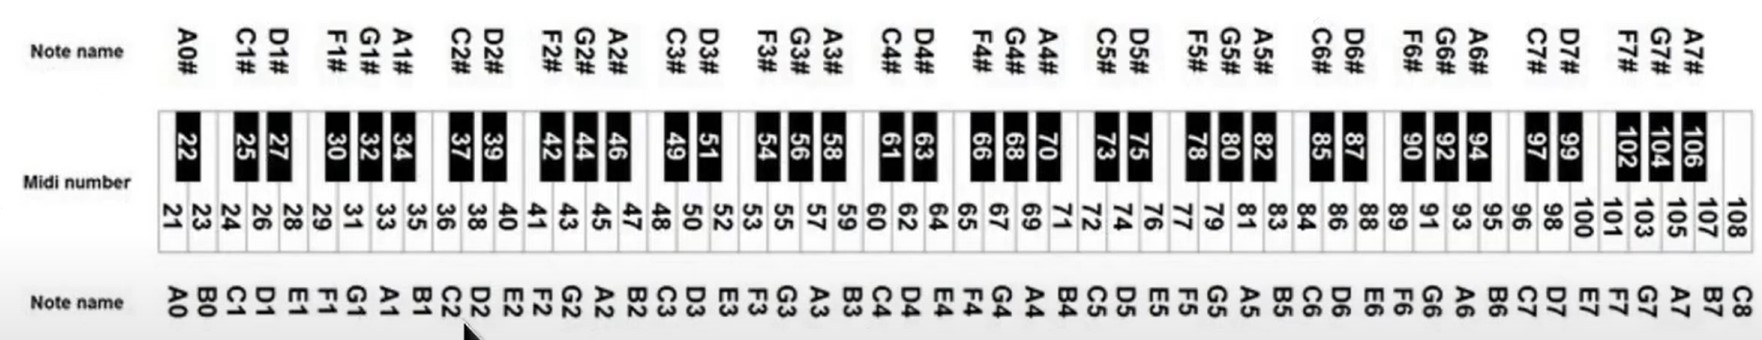 Note name A0# C1# D1# F1# G1# A1# C2# D2# F2# G2# A2# C3# D3# F3# G3# A3# C4# D4# F4# G4# A4# C5# D5# F5# G5# A5# C6# D6# F6# G6# A6# C7# D7# F7# G7# A7#
22 25 27 30 32 34 37 39 42 44 46 49 51 54 56 58 61 63 66 68 70 73 75 78 80 82 85 87 90 92 94 97 99 102 104 106
Midi number
21 23 24 26 28 29 31 33 35 36 38 40 41 43 45 47 48 50 52 53 55 57 59 60 62 64 65 67 69 71 72 74 76 77 79 81 83 84 86 88 89 91 93 95 96 98 100 101 103 105 107 108
Note name A0 B0 C1 D1 E1 F1 G1 A1 B1 C2 D2 E2 F2 G2 A2 B2 C3 D3 E3 F3 G3 A3 B3 C4 D4 E4 F4 G4 A4 B4 C5 D5 E5 F5 G5 A5 B5 C6 D6 E6 F6 G6 A6 B6 C7 D7 E7 F7 G7 A7 B7 C8